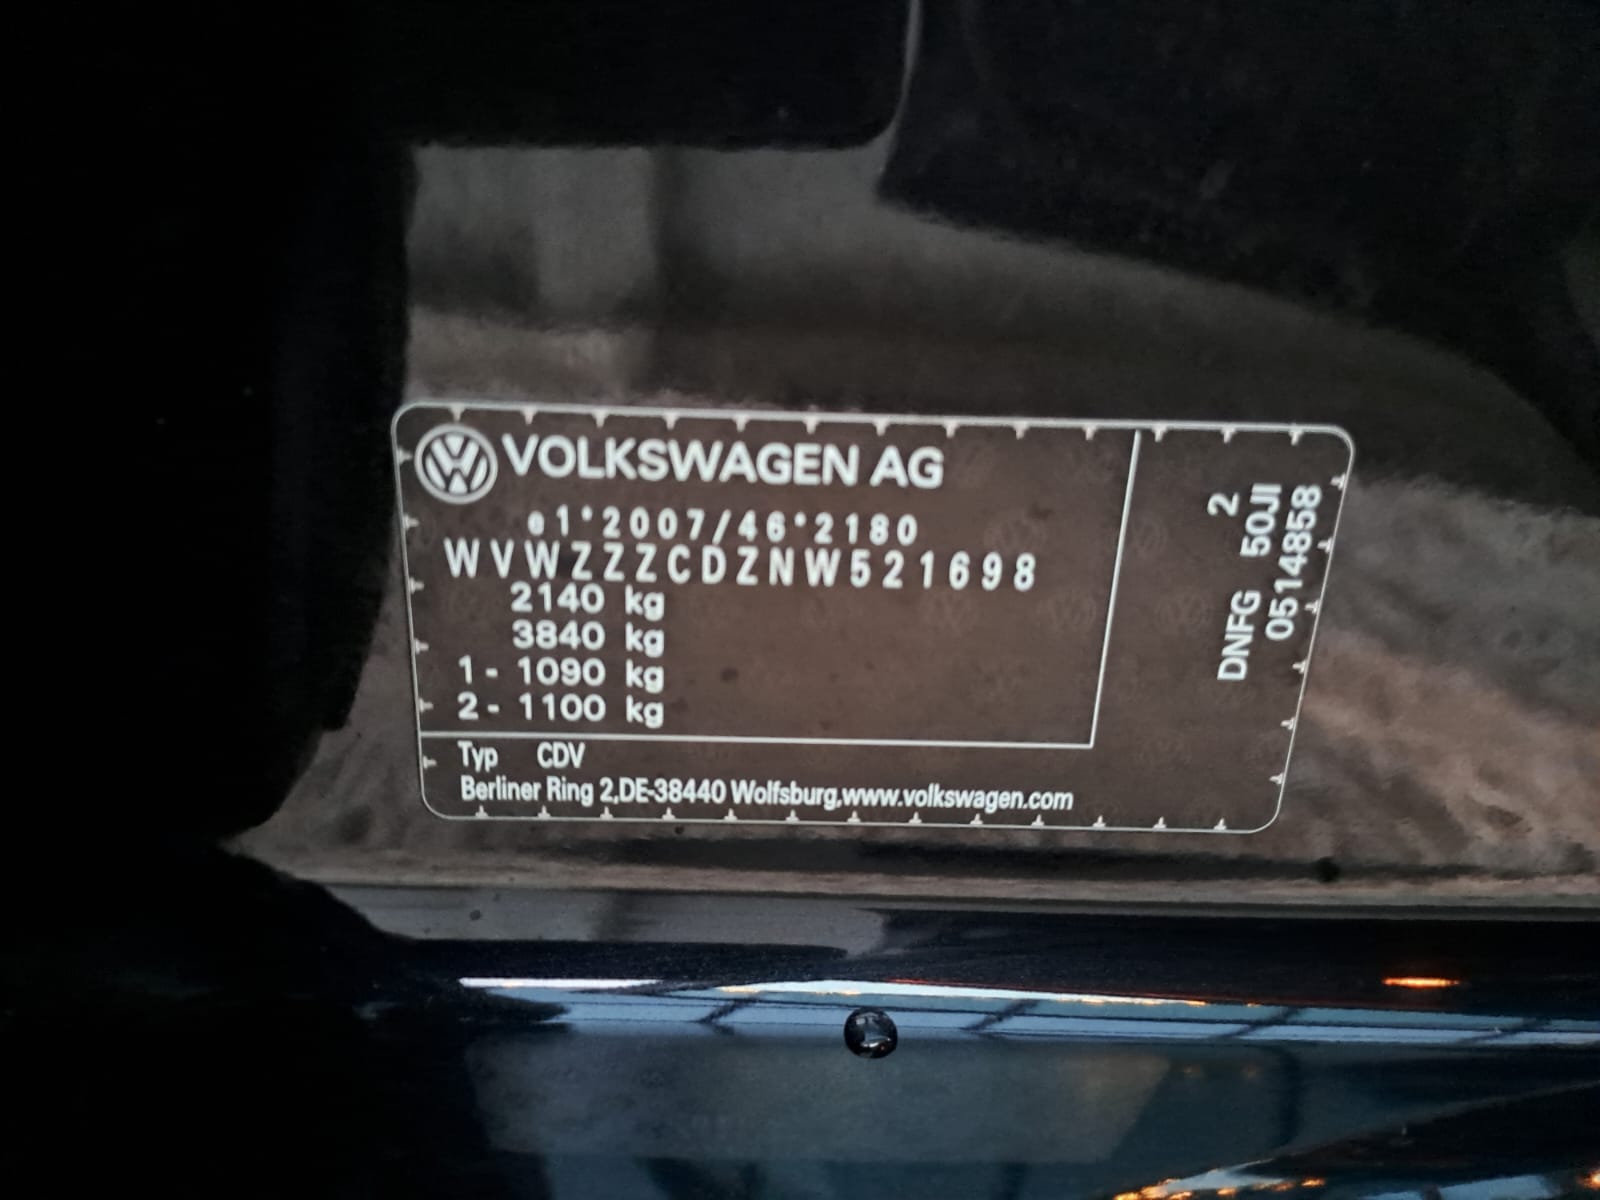 VOLKSWAGEN AG
e1*2007/46*2180
WVWZZZCDZNW521698
2140 kg
3840 kg
1- 1090 kg
2- 1100 kg
Typ CDV
Berliner Ring 2,DE-38440 Wolfsburg,www.volkswagen.com
2
DNFG 50JI
0514858